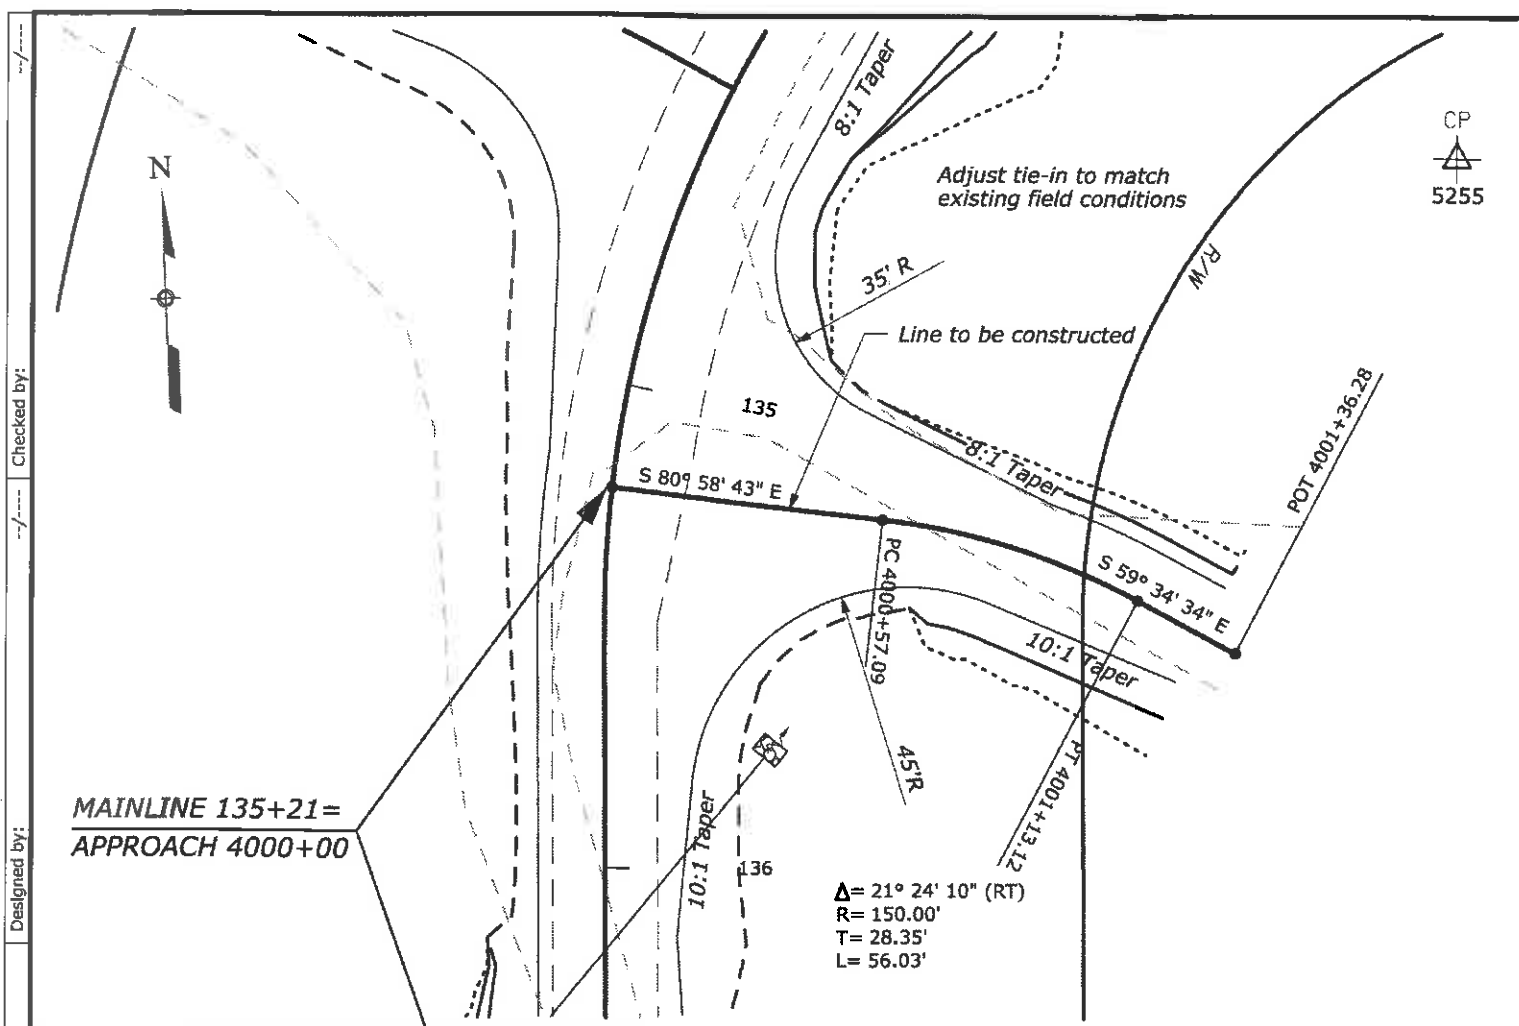 8:1 Taper
CP
5255
N
Adjust tie-in to match
existing field conditions
R/W
35' R
Line to be constructed
Checked by:
--/----
135
POT 4001+36.28
8:1 Taper
S 80° 58' 43" E
--/----
PC 4000+57.09
S 59° 34' 34" E
10:1 Taper
45'R
PT 4001+13.12
MAINLINE 135+21=
APPROACH 4000+00
10:1 Taper
136
Designed by:
Δ= 21° 24' 10" (RT)
R= 150.00'
T= 28.35'
L= 56.03'